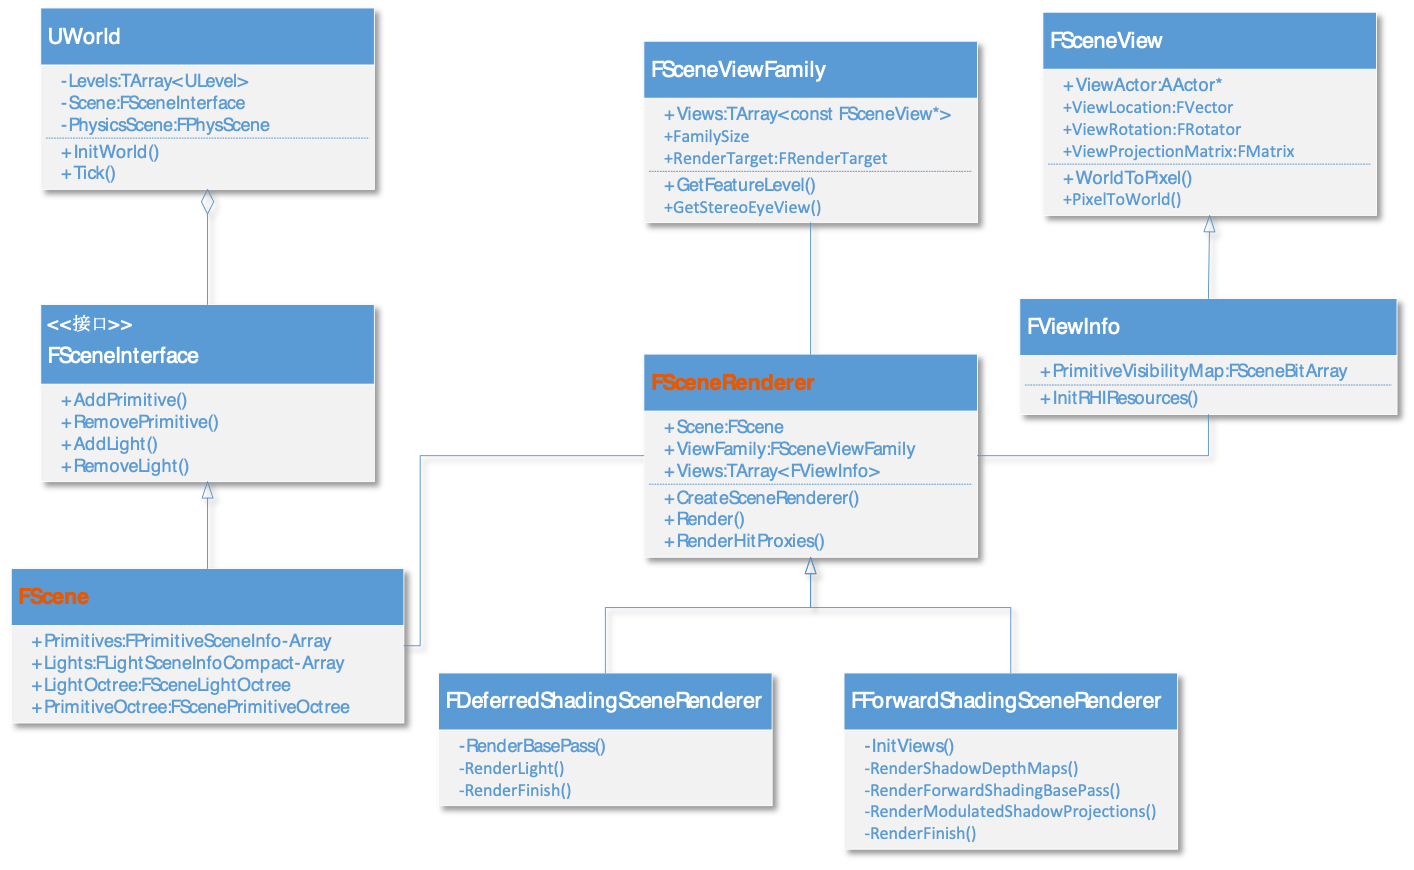 UWorld
-Levels:TArray<ULevel>
-Scene:FSceneInterface
-PhysicsScene:FPhysScene
+InitWorld()
+Tick()
<<接口>>
FSceneInterface
+AddPrimitive()
+RemovePrimitive()
+AddLight()
+RemoveLight()
FScene
+Primitives:FPrimitiveSceneInfo-Array
+Lights:FLightSceneInfoCompact-Array
+LightOctree:FSceneLightOctree
+PrimitiveOctree:FScenePrimitiveOctree
FSceneViewFamily
+Views:TArray<const FSceneView*>
+FamilySize
+RenderTarget:FRenderTarget
+GetFeatureLevel()
+GetStereoEyeView()
FSceneRenderer
+Scene:FScene
+ViewFamily:FSceneViewFamily
+Views:TArray<FViewInfo>
+CreateSceneRenderer()
+Render()
+RenderHitProxies()
FDeferredShadingSceneRenderer
-RenderBasePass()
-RenderLight()
-RenderFinish()
FForwardShadingSceneRenderer
-InitViews()
-RenderShadowDepthMaps()
-RenderForwardShadingBasePass()
-RenderModulatedShadowProjections()
-RenderFinish()
FSceneView
+ViewActor:AActor*
+ViewLocation:FVector
+ViewRotation:FRotator
+ViewProjectionMatrix:FMatrix
+WorldToPixel()
+PixelToWorld()
FViewInfo
+PrimitiveVisibilityMap:FSceneBitArray
+InitRHIResources()